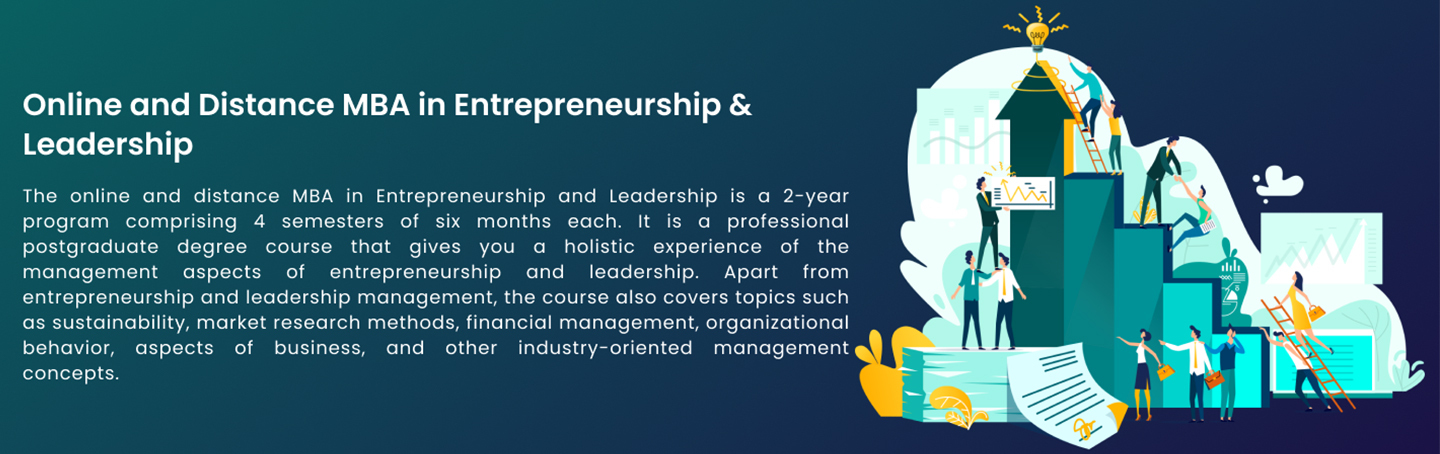 Online and Distance MBA in Entrepreneurship &
Leadership
The online and distance MBA in Entrepreneurship and Leadership is a 2-year
program comprising 4 semesters of six months each. It is a professional
postgraduate degree course that gives you a holistic experience of the
management aspects of entrepreneurship and leadership. Apart from
entrepreneurship and leadership management, the course also covers topics such
as sustainability, market research methods, financial management, organizational
behavior, aspects of business, and other industry-oriented management
concepts.